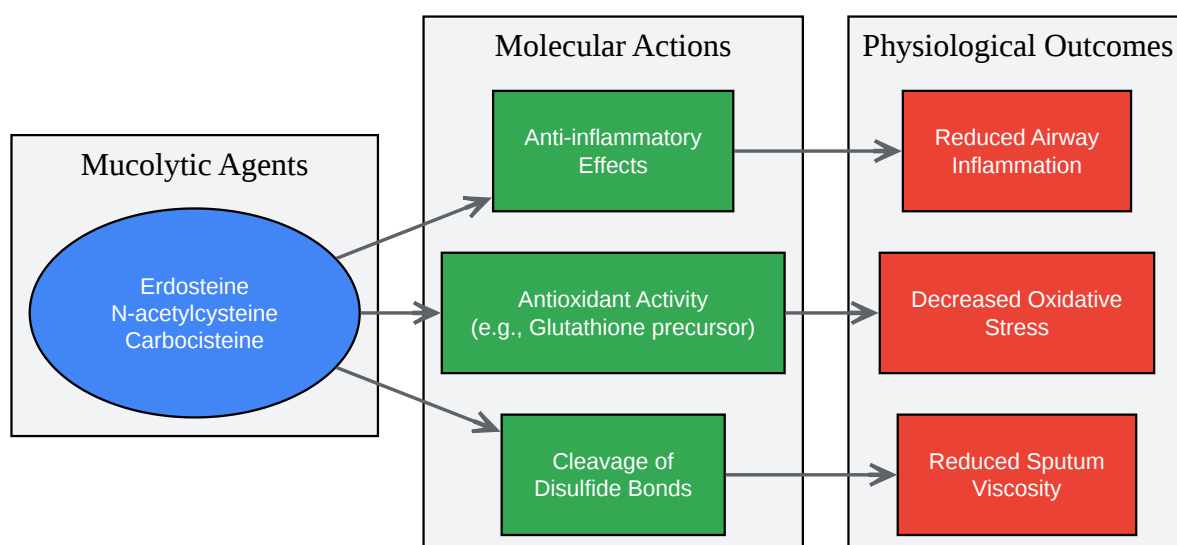 Mucolytic Agents
Erdosteine
N-acetylcysteine
Carbocisteine
Molecular Actions
Anti-inflammatory
Effects
Antioxidant Activity
(e.g., Glutathione precursor)
Cleavage of
Disulfide Bonds
Physiological Outcomes
Reduced Airway
Inflammation
Decreased Oxidative
Stress
Reduced Sputum
Viscosity